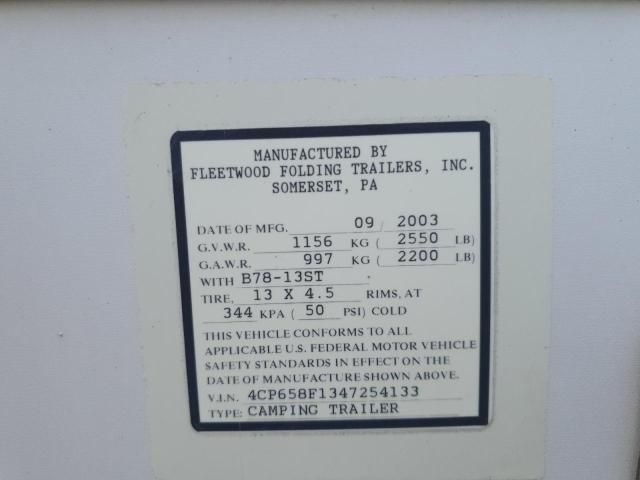 MANUFACTURED BY
FLEETWOOD FOLDING TRAILERS, INC.
SOMERSET, PA
DATE OF MFG. 09 / 2003
G.V.W.R. 1156 KG ( 2550 LB)
G.A.W.R. 997 KG ( 2200 LB)
WITH B78-13ST
TIRE, 13 X 4.5 RIMS, AT
344 KPA ( 50 PSI) COLD
THIS VEHICLE CONFORMS TO ALL
APPLICABLE U.S. FEDERAL MOTOR VEHICLE
SAFETY STANDARDS IN EFFECT ON THE
DATE OF MANUFACTURE SHOWN ABOVE.
V.I.N. 4CP658F1347254133
TYPE: CAMPING TRAILER